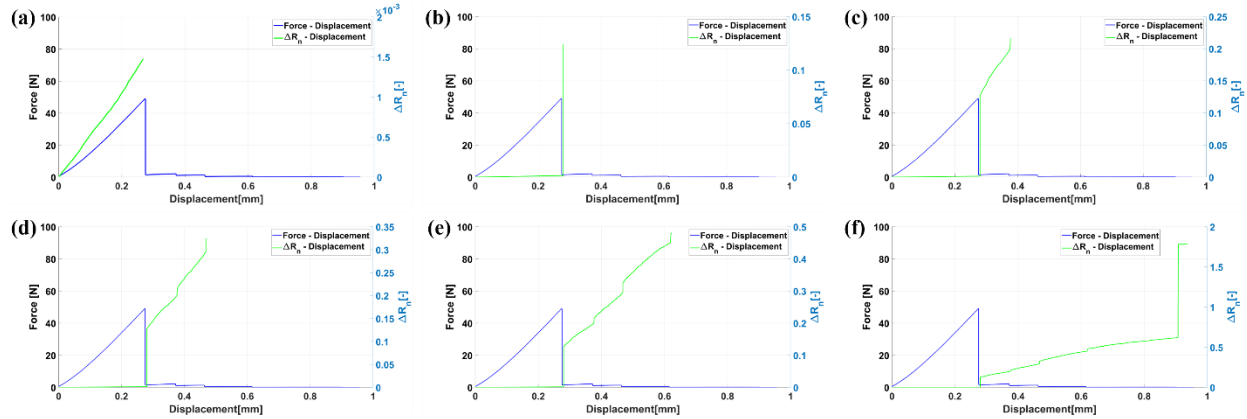 (a)
100
80
60
40
20
0
Force [N]
0
0.2
0.4
0.6
0.8
1
Displacement[mm]
2
×10⁻³
1.5
1
0.5
0
ΔRₙ[-]
Force - Displacement
ΔRₙ - Displacement
(b)
100
80
60
40
20
0
Force [N]
0
0.2
0.4
0.6
0.8
1
Displacement[mm]
0.15
0.1
0.05
0
ΔRₙ[-]
Force - Displacement
ΔRₙ - Displacement
(c)
100
80
60
40
20
0
Force [N]
0
0.2
0.4
0.6
0.8
1
Displacement[mm]
0.25
0.2
0.15
0.1
0.05
0
ΔRₙ[-]
Force - Displacement
ΔRₙ - Displacement
(d)
100
80
60
40
20
0
Force [N]
0
0.2
0.4
0.6
0.8
1
Displacement[mm]
0.35
0.3
0.25
0.2
0.15
0.1
0.05
0
ΔRₙ[-]
Force - Displacement
ΔRₙ - Displacement
(e)
100
80
60
40
20
0
Force [N]
0
0.2
0.4
0.6
0.8
1
Displacement[mm]
0.5
0.4
0.3
0.2
0.1
0
ΔRₙ[-]
Force - Displacement
ΔRₙ - Displacement
(f)
100
80
60
40
20
0
Force [N]
0
0.2
0.4
0.6
0.8
1
Displacement[mm]
2
1.5
1
0.5
0
ΔRₙ[-]
Force - Displacement
ΔRₙ - Displacement